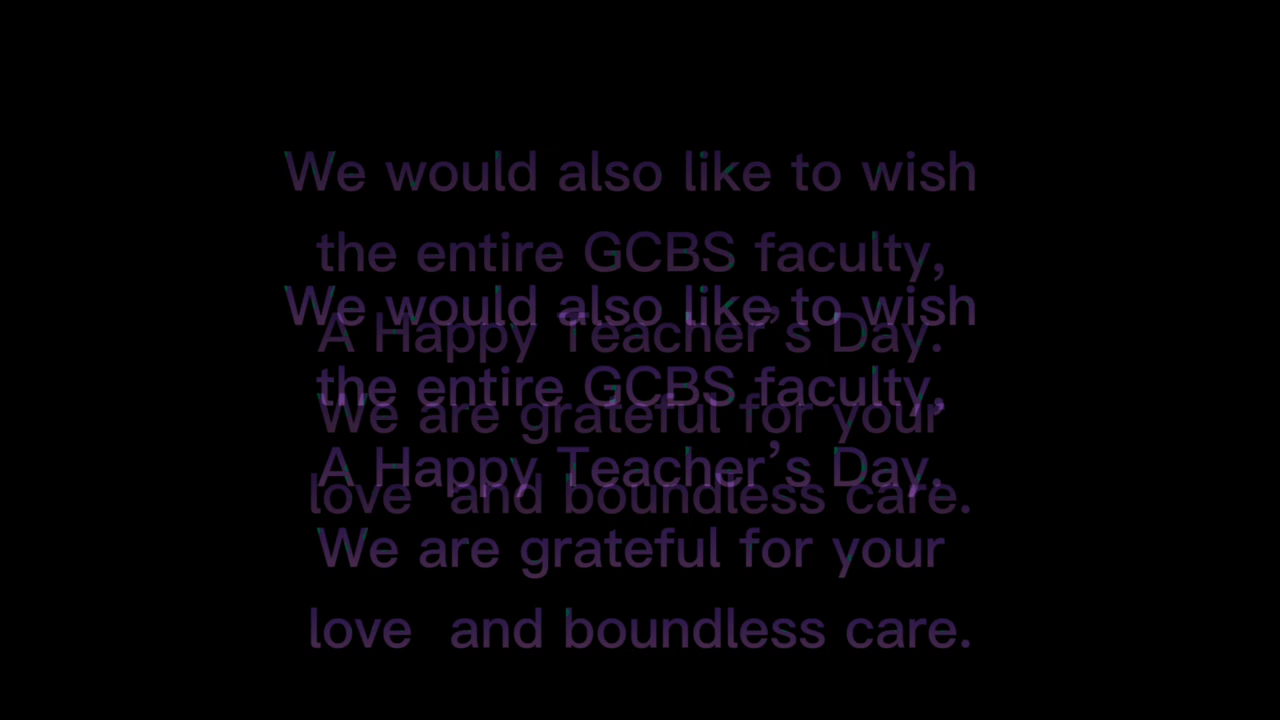 We would also like to wish
the entire GCBS faculty,
We would also like to wish
A Happy Teacher’s Day.
the entire GCBS faculty,
We are grateful for your
A Happy Teacher’s Day.
love and boundless care.
We are grateful for your
love and boundless care.